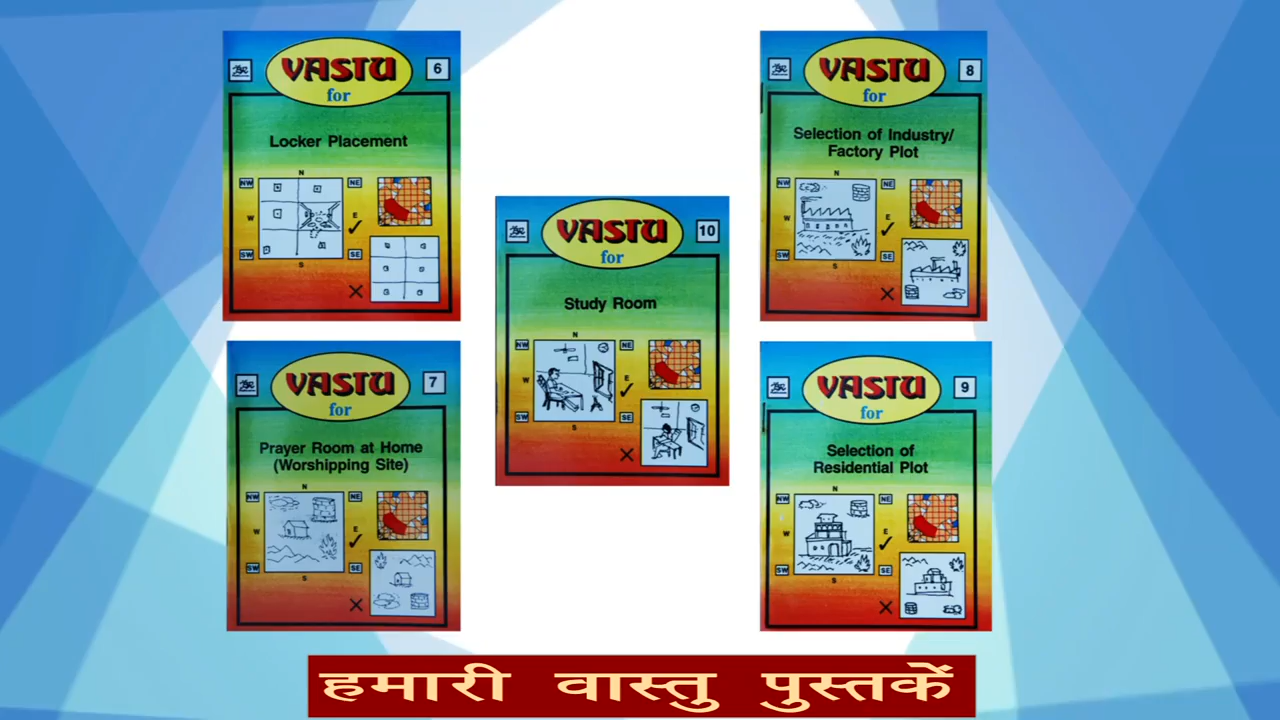 VASTU
6
for
Locker Placement
N
NW
NE
W
E
SW
SE
S
VASTU
7
for
Prayer Room at Home
(Worshipping Site)
N
NW
NE
W
E
SW
SE
S
VASTU
10
for
Study Room
N
NW
NE
W
E
SW
SE
S
VASTU
8
for
Selection of Industry/
Factory Plot
N
NW
NE
W
E
SW
SE
S
VASTU
9
for
Selection of
Residential Plot
N
NW
NE
W
E
SW
SE
S
हमारी वास्तु पुस्तकें